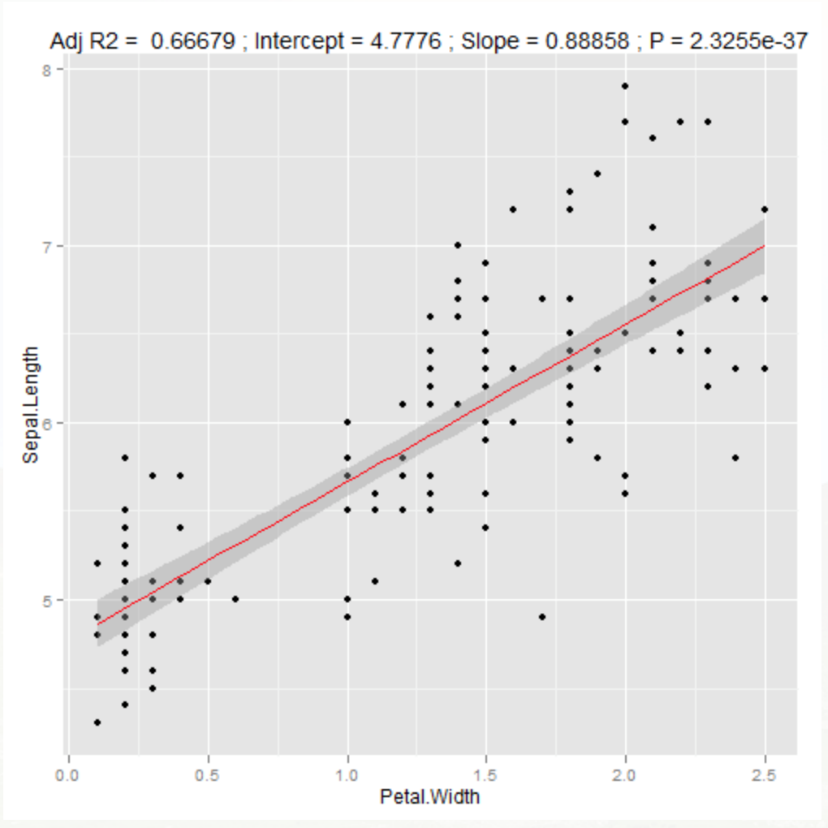 Adj R2 =  0.66679 ; Intercept = 4.7776 ; Slope = 0.88858 ; P = 2.3255e-37
8
7
6
5
Sepal.Length
0.0 0.5 1.0 1.5 2.0 2.5
Petal.Width